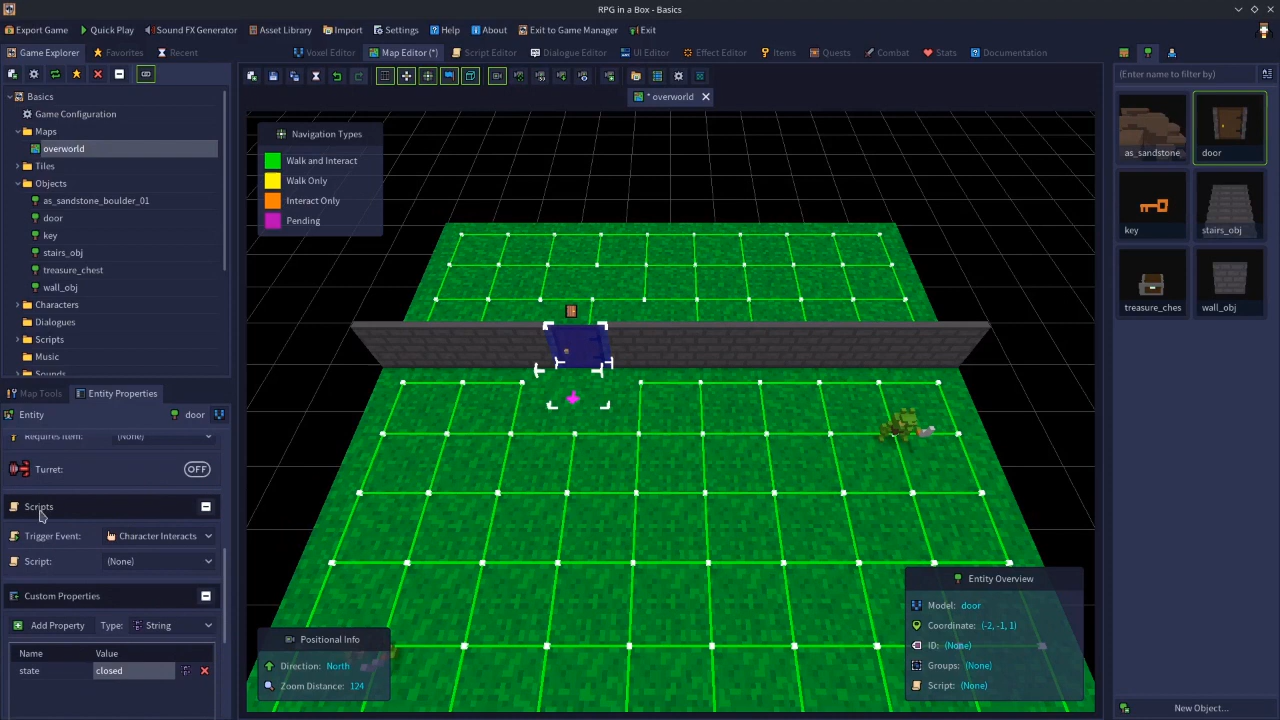 RPG in a Box - Basics
Export Game Quick Play Sound FX Generator Asset Library Import Settings Help About Exit to Game Manager Exit
Game Explorer Favorites Recent
Voxel Editor Map Editor (*) Script Editor Dialogue Editor UI Editor Effect Editor Items Quests Combat Stats Documentation
(Enter name to filter by)
* overworld
Basics
Game Configuration
Maps
overworld
Tiles
Objects
as_sandstone_boulder_01
door
key
stairs_obj
treasure_chest
wall_obj
Characters
Dialogues
Scripts
Music
Sounds
Navigation Types
Walk and Interact
Walk Only
Interact Only
Pending
as_sandstone door
key stairs_obj
treasure_ches wall_obj
Map Tools Entity Properties
Entity door
Requires Item: (None)
Turret: OFF
Scripts
Trigger Event: Character Interacts
Script: (None)
Custom Properties
Add Property Type: String
Name Value
state closed
Positional Info
Direction: North
Zoom Distance: 124
Entity Overview
Model: door
Coordinate: (-2, -1, 1)
ID: (None)
Groups: (None)
Script: (None)
New Object...